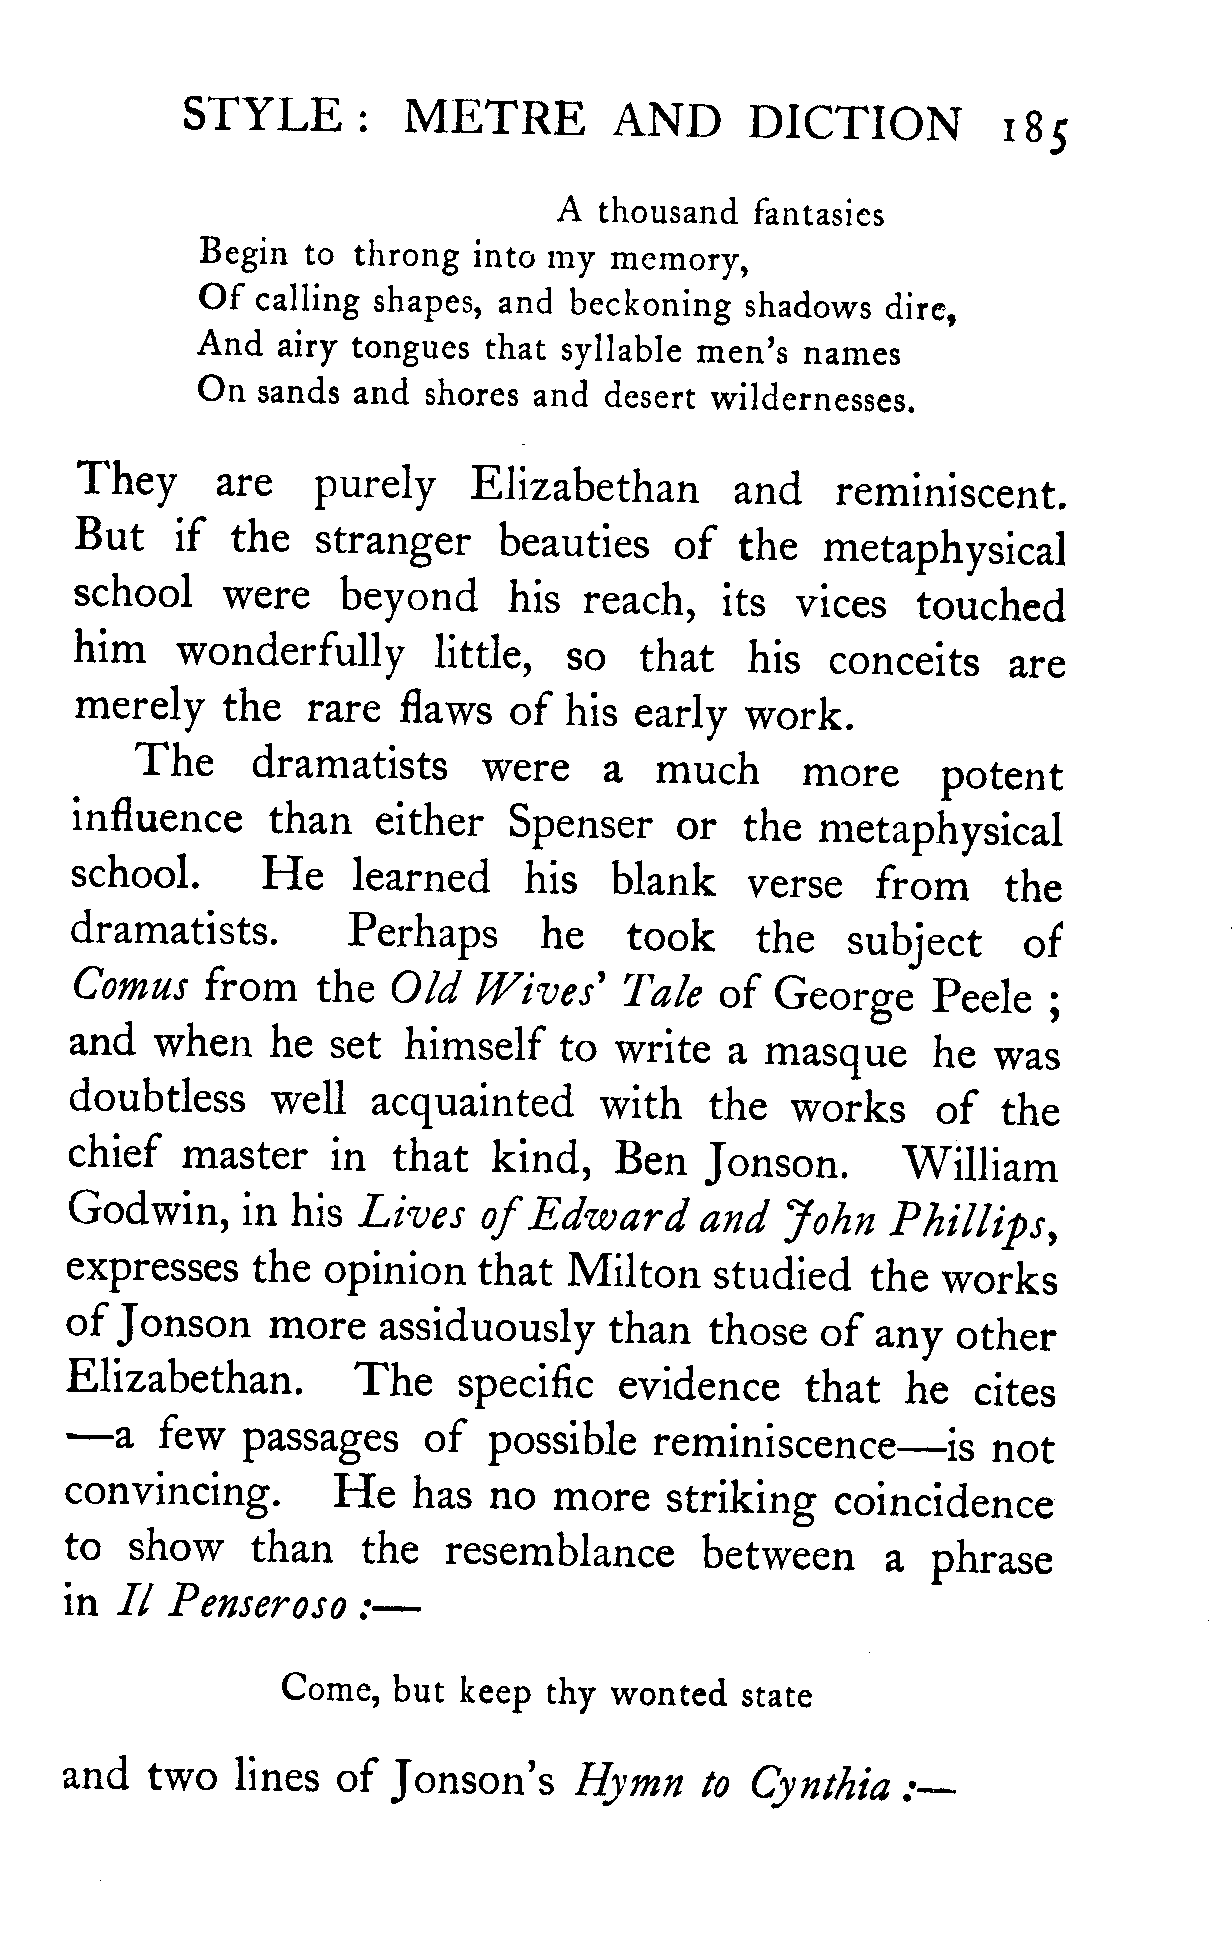 STYLE : METRE AND DICTION 185
A thousand fantasies
Begin to throng into my memory,
Of calling shapes, and beckoning shadows dire,
And airy tongues that syllable men's names
On sands and shores and desert wildernesses.
They are purely Elizabethan and reminiscent.
But if the stranger beauties of the metaphysical
school were beyond his reach, its vices touched
him wonderfully little, so that his conceits are
merely the rare flaws of his early work.
The dramatists were a much more potent
influence than either Spenser or the metaphysical
school. He learned his blank verse from the
dramatists. Perhaps he took the subject of
Comus from the Old Wives' Tale of George Peele ;
and when he set himself to write a masque he was
doubtless well acquainted with the works of the
chief master in that kind, Ben Jonson. William
Godwin, in his Lives of Edward and John Phillips,
expresses the opinion that Milton studied the works
of Jonson more assiduously than those of any other
Elizabethan. The specific evidence that he cites
—a few passages of possible reminiscence—is not
convincing. He has no more striking coincidence
to show than the resemblance between a phrase
in Il Penseroso :—
Come, but keep thy wonted state
and two lines of Jonson's Hymn to Cynthia :—